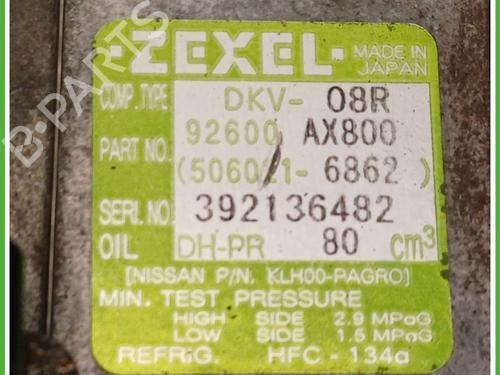 ·ZEXEL·
MADE IN
JAPAN
COMP. TYPE DKV- 08R
PART NO. 92600 AX800
(506021- 6862 )
SERI. NO. 392136482
OIL DH-PR 80 cm³
[NISSAN P/N. KLH00-PAGR0]
MIN. TEST PRESSURE
HIGH SIDE 2.9 MPaG
LOW SIDE 1.5 MPaG
REFRIG. HFC - 134a
B-PARTS